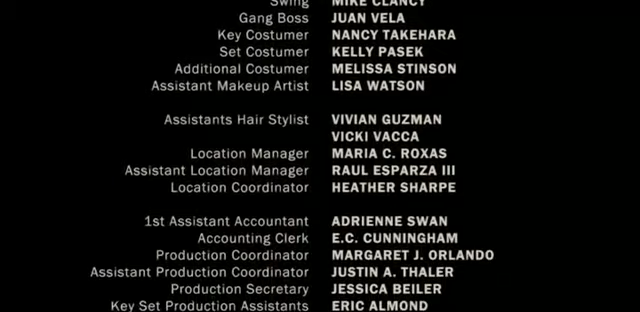 Swing MIKE CLANCY
Gang Boss JUAN VELA
Key Costumer NANCY TAKEHARA
Set Costumer KELLY PASEK
Additional Costumer MELISSA STINSON
Assistant Makeup Artist LISA WATSON
Assistants Hair Stylist VIVIAN GUZMAN
VICKI VACCA
Location Manager MARIA C. ROXAS
Assistant Location Manager RAUL ESPARZA III
Location Coordinator HEATHER SHARPE
1st Assistant Accountant ADRIENNE SWAN
Accounting Clerk E.C. CUNNINGHAM
Production Coordinator MARGARET J. ORLANDO
Assistant Production Coordinator JUSTIN A. THALER
Production Secretary JESSICA BEILER
Key Set Production Assistants ERIC ALMOND